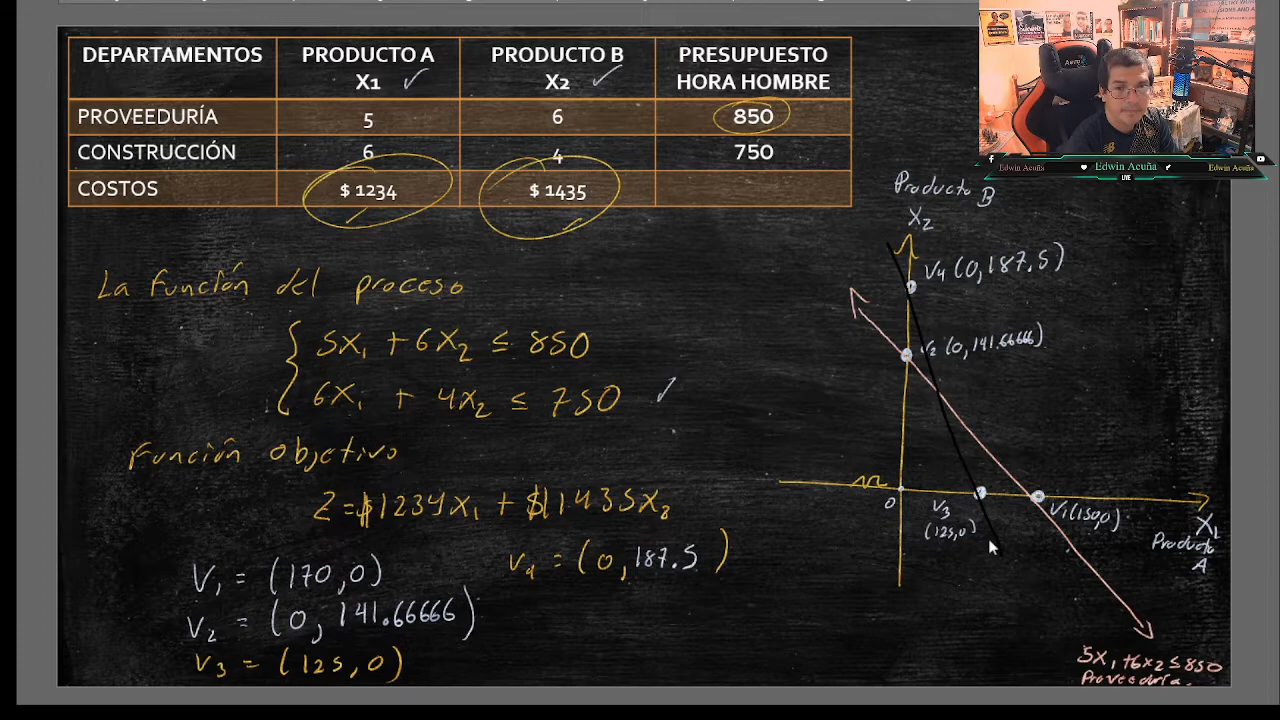 DEPARTAMENTOS PRODUCTO A X1 PRODUCTO B X2 PRESUPUESTO HORA HOMBRE
PROVEEDURÍA 5 6 850
CONSTRUCCIÓN 6 4 750
COSTOS $ 1234 $ 1435
Edwin Acuña Edwin Acuña Edwin Acuña
LIVE
La función del proceso
5X₁ + 6X₂ ≤ 850
6X₁ + 4X₂ ≤ 750
Función objetivo
Z = $1234X₁ + $1435X₂
V₁ = (170,0)
V₂ = (0, 141.66666)
V₃ = (125,0)
V₄ = (0, 187.5)
Producto B
X₂
V4 (0,187.5)
V2 (0,141.66666)
0
V3
(125,0)
V1(150,0)
X₁
Producto
A
5X₁+6X₂≤850
Proveeduría.